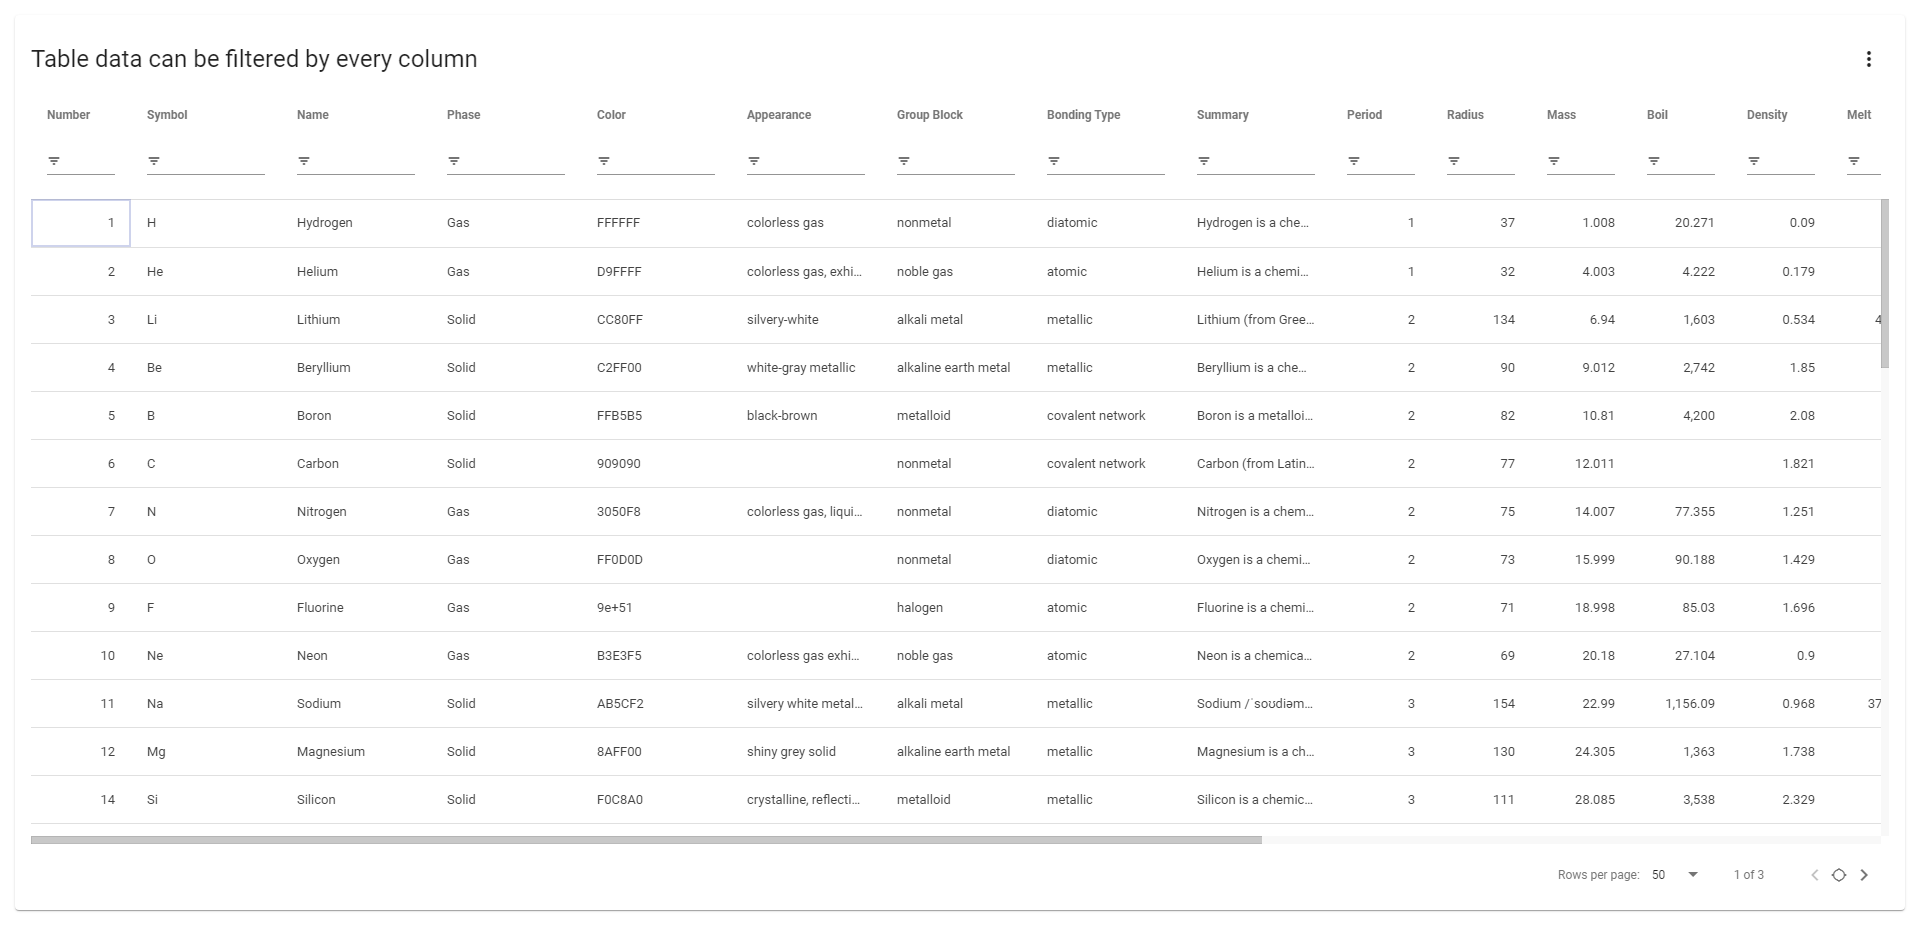 Table data can be filtered by every column
Number Symbol Name Phase Color Appearance Group Block Bonding Type Summary Period Radius Mass Boil Density Melt
1 H Hydrogen Gas FFFFFF colorless gas nonmetal diatomic Hydrogen is a che... 1 37 1.008 20.271 0.09
2 He Helium Gas D9FFFF colorless gas, exhi... noble gas atomic Helium is a chemi... 1 32 4.003 4.222 0.179
3 Li Lithium Solid CC80FF silvery-white alkali metal metallic Lithium (from Gree... 2 134 6.94 1,603 0.534 4
4 Be Beryllium Solid C2FF00 white-gray metallic alkaline earth metal metallic Beryllium is a che... 2 90 9.012 2,742 1.85
5 B Boron Solid FFB5B5 black-brown metalloid covalent network Boron is a metalloi... 2 82 10.81 4,200 2.08
6 C Carbon Solid 909090 nonmetal covalent network Carbon (from Latin... 2 77 12.011 1.821
7 N Nitrogen Gas 3050F8 colorless gas, liqui... nonmetal diatomic Nitrogen is a chem... 2 75 14.007 77.355 1.251
8 O Oxygen Gas FF0D0D nonmetal diatomic Oxygen is a chemi... 2 73 15.999 90.188 1.429
9 F Fluorine Gas 9e+51 halogen atomic Fluorine is a chemi... 2 71 18.998 85.03 1.696
10 Ne Neon Gas B3E3F5 colorless gas exhi... noble gas atomic Neon is a chemica... 2 69 20.18 27.104 0.9
11 Na Sodium Solid AB5CF2 silvery white metal... alkali metal metallic Sodium /ˈsoʊdiəm... 3 154 22.99 1,156.09 0.968 37
12 Mg Magnesium Solid 8AFF00 shiny grey solid alkaline earth metal metallic Magnesium is a ch... 3 130 24.305 1,363 1.738
14 Si Silicon Solid F0C8A0 crystalline, reflecti... metalloid metallic Silicon is a chemic... 3 111 28.085 3,538 2.329
Rows per page: 50 1 of 3